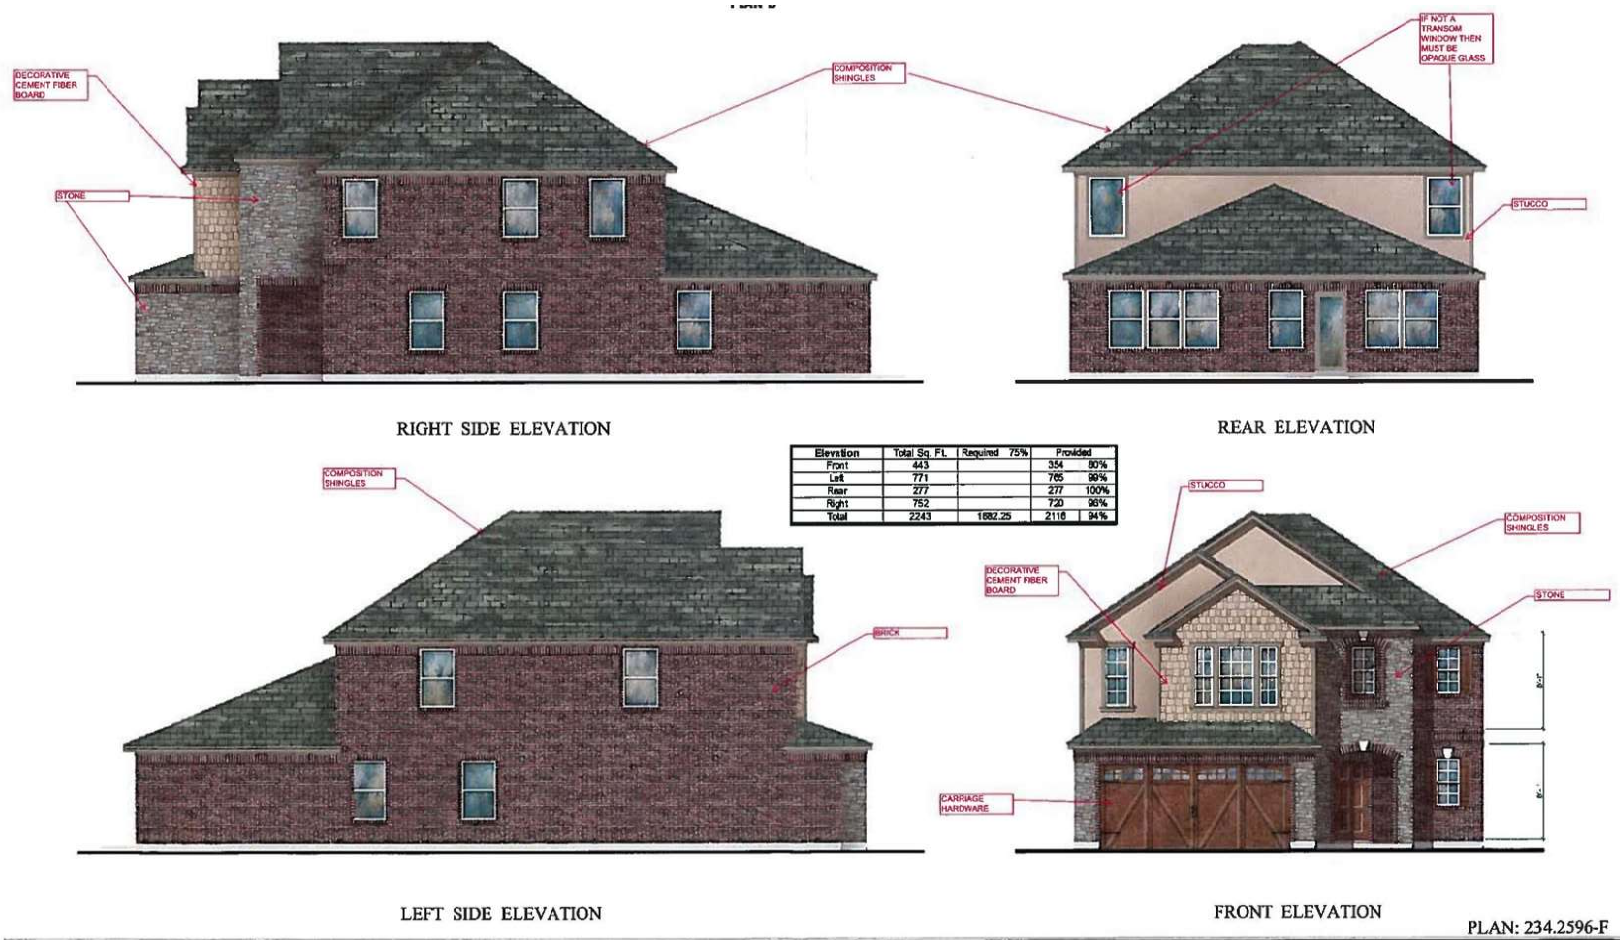 DECORATIVE
CEMENT FIBER
BOARD
STONE
COMPOSITION
SHINGLES
IF NOT A
TRANSOM
WINDOW THEN
MUST BE
OPAQUE GLASS
STUCCO
RIGHT SIDE ELEVATION
REAR ELEVATION
Elevation Total Sq. Ft. Required 75% Provided
Front 443 354 80%
Left 771 765 99%
Rear 277 277 100%
Right 752 720 96%
Total 2243 1682.25 2116 94%
COMPOSITION
SHINGLES
BRICK
STUCCO
DECORATIVE
CEMENT FIBER
BOARD
COMPOSITION
SHINGLES
STONE
CARRIAGE
HARDWARE
LEFT SIDE ELEVATION
FRONT ELEVATION
PLAN: 234.2596-F